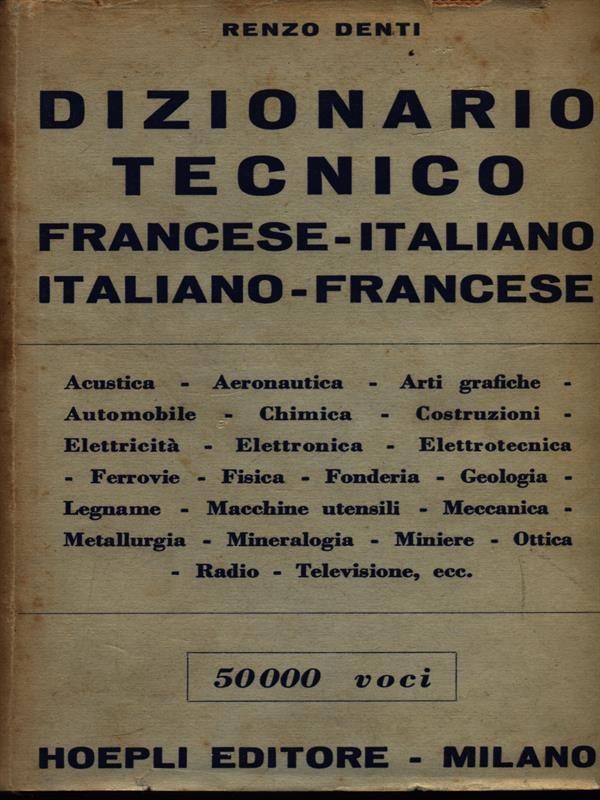 RENZO DENTI
DIZIONARIO
TECNICO
FRANCESE-ITALIANO
ITALIANO-FRANCESE
Acustica - Aeronautica - Arti grafiche -
Automobile - Chimica - Costruzioni -
Elettricità - Elettronica - Elettrotecnica
- Ferrovie - Fisica - Fonderia - Geologia -
Legname - Macchine utensili - Meccanica -
Metallurgia - Mineralogia - Miniere - Ottica
- Radio - Televisione, ecc.
50000 voci
HOEPLI EDITORE - MILANO